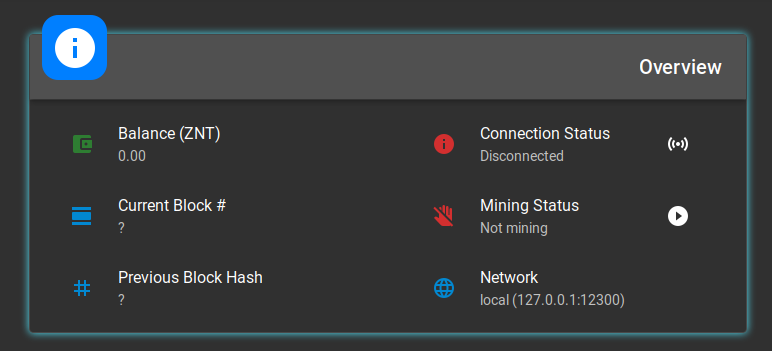 Overview
Balance (ZNT)
0.00
Connection Status
Disconnected
Current Block #
?
Mining Status
Not mining
Previous Block Hash
?
Network
local (127.0.0.1:12300)